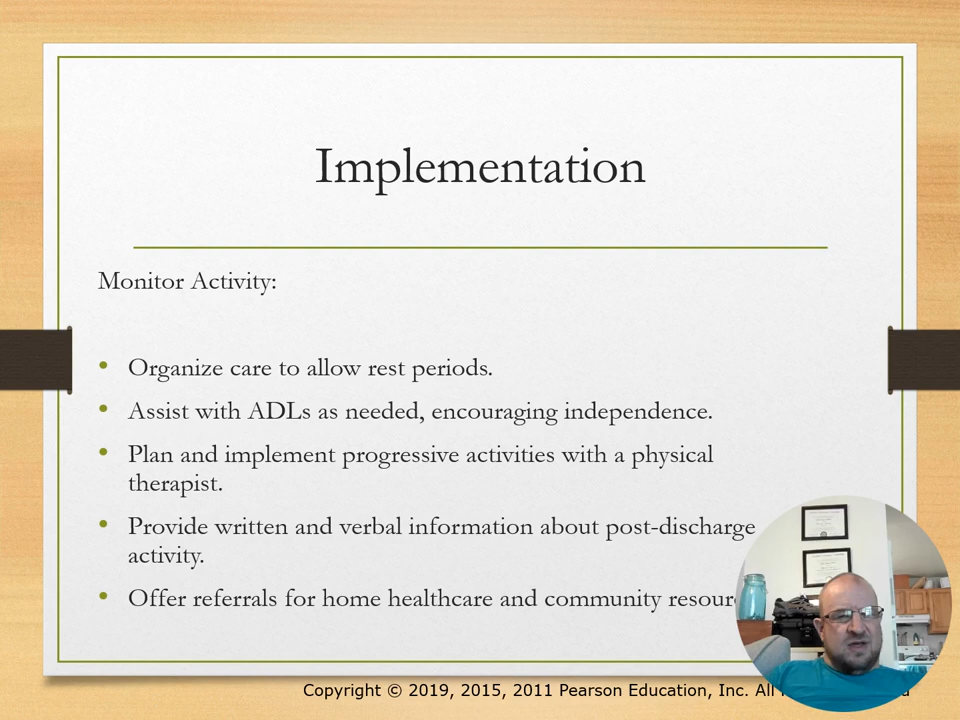 Implementation
Monitor Activity:
• Organize care to allow rest periods.
• Assist with ADLs as needed, encouraging independence.
• Plan and implement progressive activities with a physical
therapist.
• Provide written and verbal information about post-discharge
activity.
• Offer referrals for home healthcare and community
Copyright © 2019, 2015, 2011 Pearson Education, Inc. All